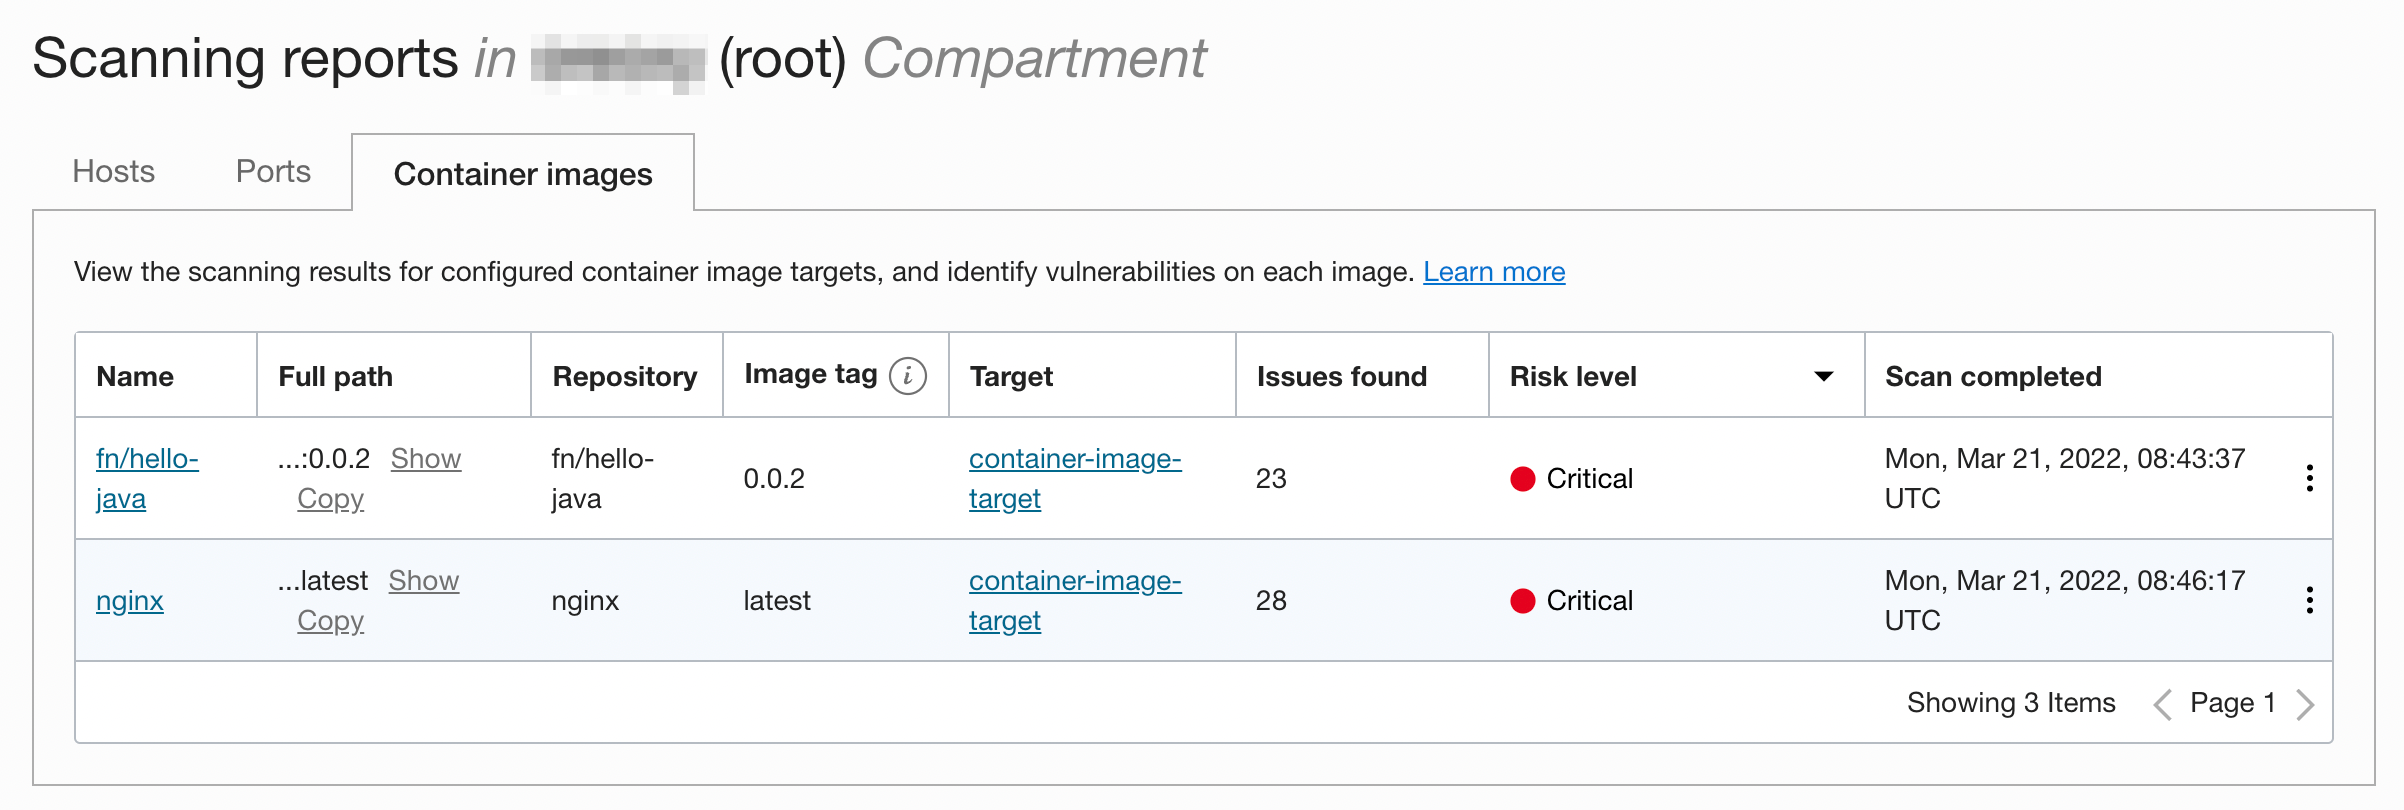 Scanning reports in (root) Compartment
Hosts Ports Container images
View the scanning results for configured container image targets, and identify vulnerabilities on each image. Learn more
Name Full path Repository Image tag i Target Issues found Risk level Scan completed
fn/hello- ...:0.0.2 Show fn/hello- container-image- Mon, Mar 21, 2022, 08:43:37
java Copy java 0.0.2 target 23 Critical UTC
...latest Show container-image- Mon, Mar 21, 2022, 08:46:17
nginx Copy nginx latest target 28 Critical UTC
Showing 3 Items Page 1